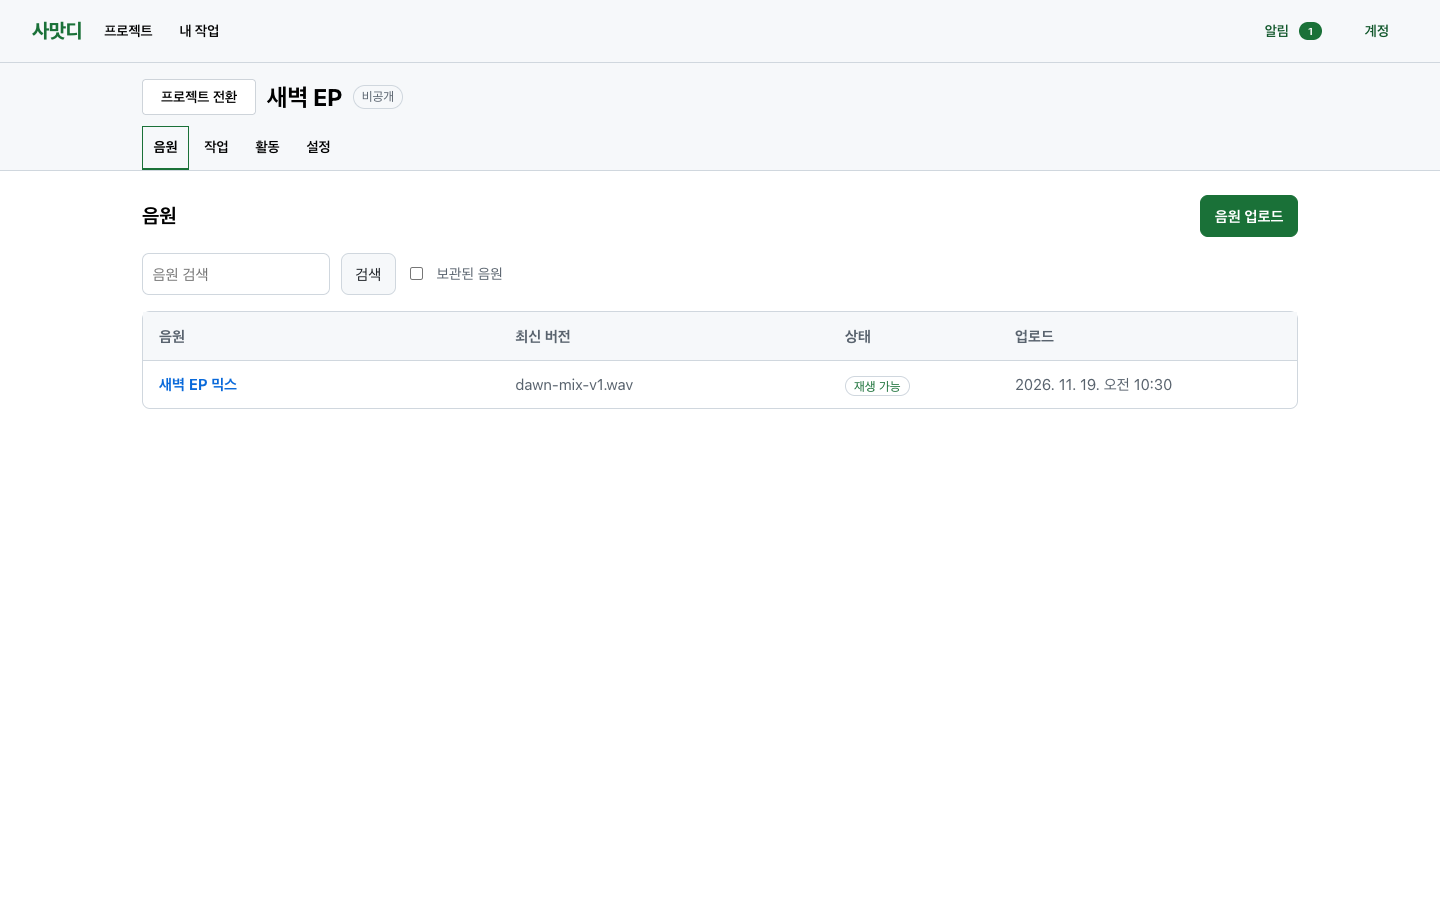 사맛디 프로젝트 내 작업 알림 1 계정
프로젝트 전환 새벽 EP 비공개
음원 작업 활동 설정
음원 음원 업로드
음원 검색 검색 보관된 음원
음원 최신 버전 상태 업로드
새벽 EP 믹스 dawn-mix-v1.wav 재생 가능 2026. 11. 19. 오전 10:30